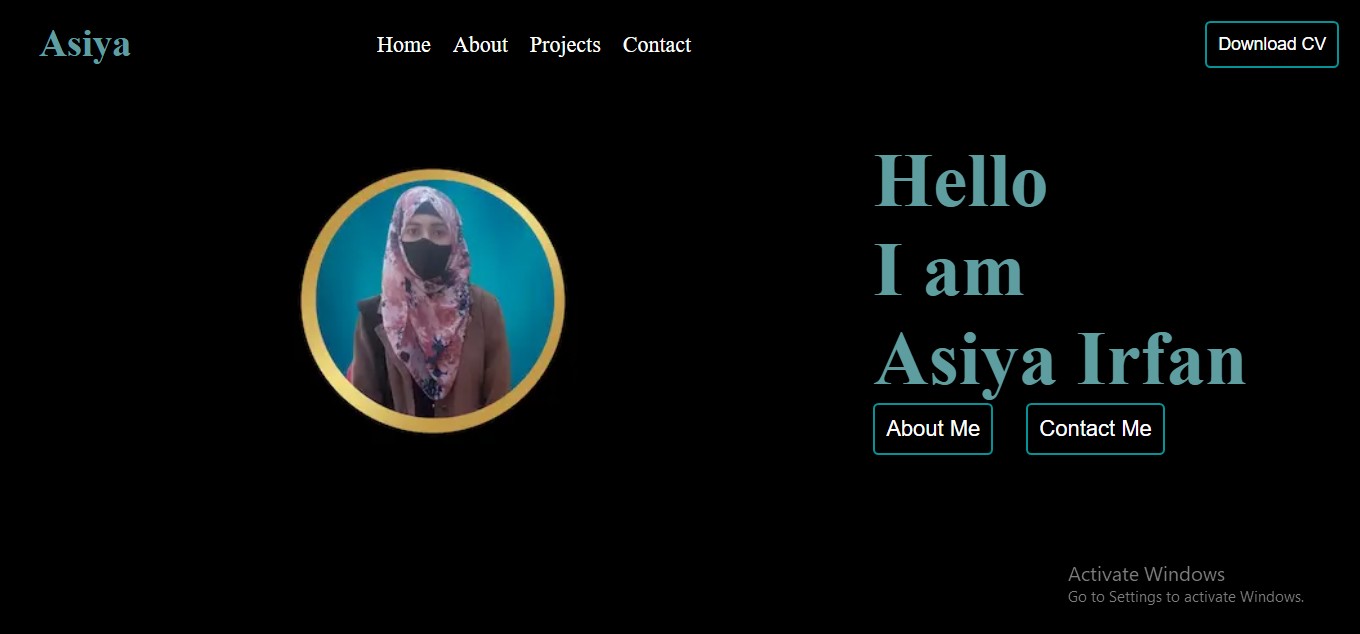 Asiya
Home About Projects Contact
Download CV
Hello
I am
Asiya Irfan
About Me Contact Me
Activate Windows
Go to Settings to activate Windows.